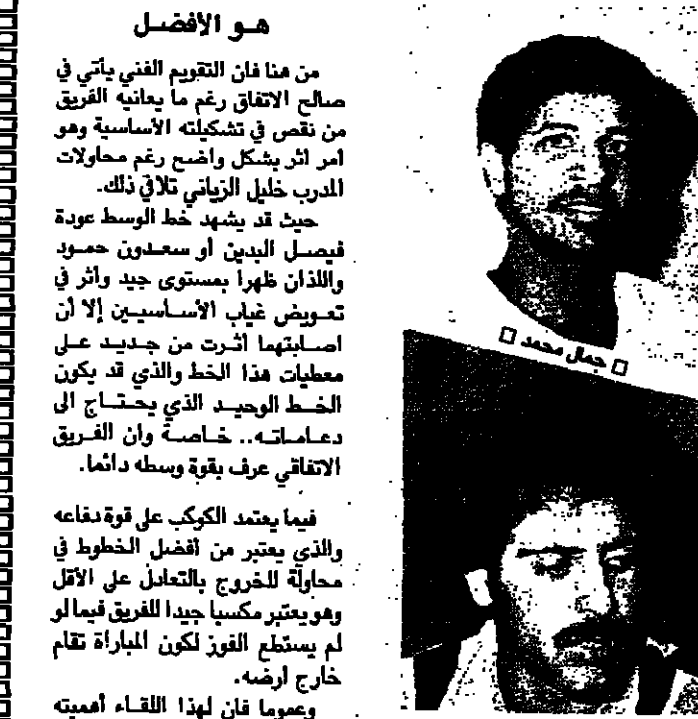 هو الأفضل
من هنا فان التقويم الفني يأتي في
صالح الاتفاق رغم ما يعانيه الفريق
من نقص في تشكيلته الأساسية وهو
أمر اثر بشكل واضح رغم محاولات
المدرب خليل الزياني تلافي ذلك.
حيث قد يشهد خط الوسط عودة
فيصل البدين أو سعدون حمود
واللذان ظهرا بمستوى جيد واثر في
تعويض غياب الأساسيين إلا أن
اصابتهما أثرت من جديد على
معطيات هذا الخط والذي قد يكون
الخط الوحيد الذي يحتاج الى
دعاماته.. خاصة وان الفريق
الاتفاقي عرف بقوة وسطه دائما.
فيما يعتمد الكوكب على قوة دفاعه
والذي يعتبر من أفضل الخطوط في
محاولة للخروج بالتعادل على الأقل
وهو يعتبر مكسبا جيدا للفريق فيما لو
لم يستطع الفوز لكون المباراة تقام
خارج أرضه.
وعموما فان لهذا اللقاء أهميته
□ جمال محمد □